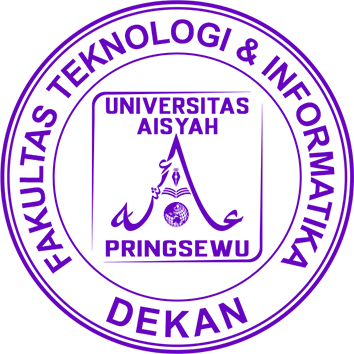 FAKULTAS TEKNOLOGI & INFORMATIKA
UNIVERSITAS
AISYAH
PRINGSEWU
DEKAN